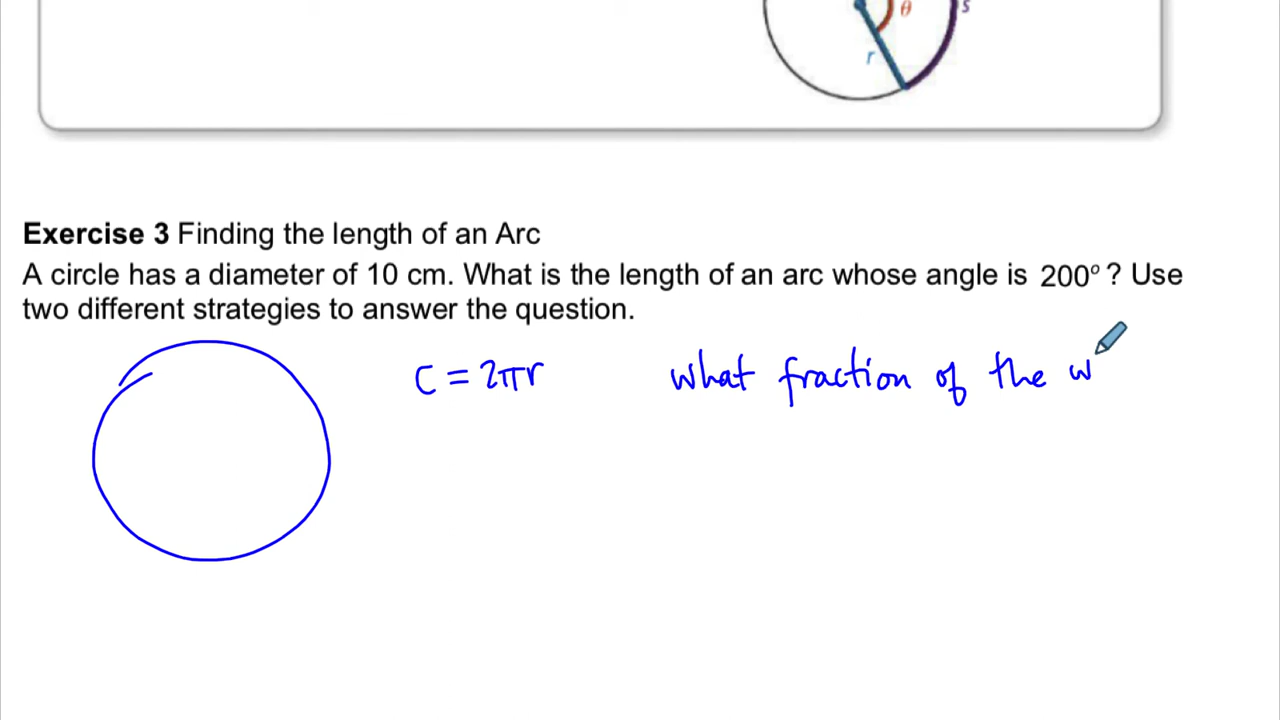 θ
s
r
Exercise 3 Finding the length of an Arc
A circle has a diameter of 10 cm. What is the length of an arc whose angle is 200° ? Use
two different strategies to answer the question.
C = 2πr
what fraction of the w